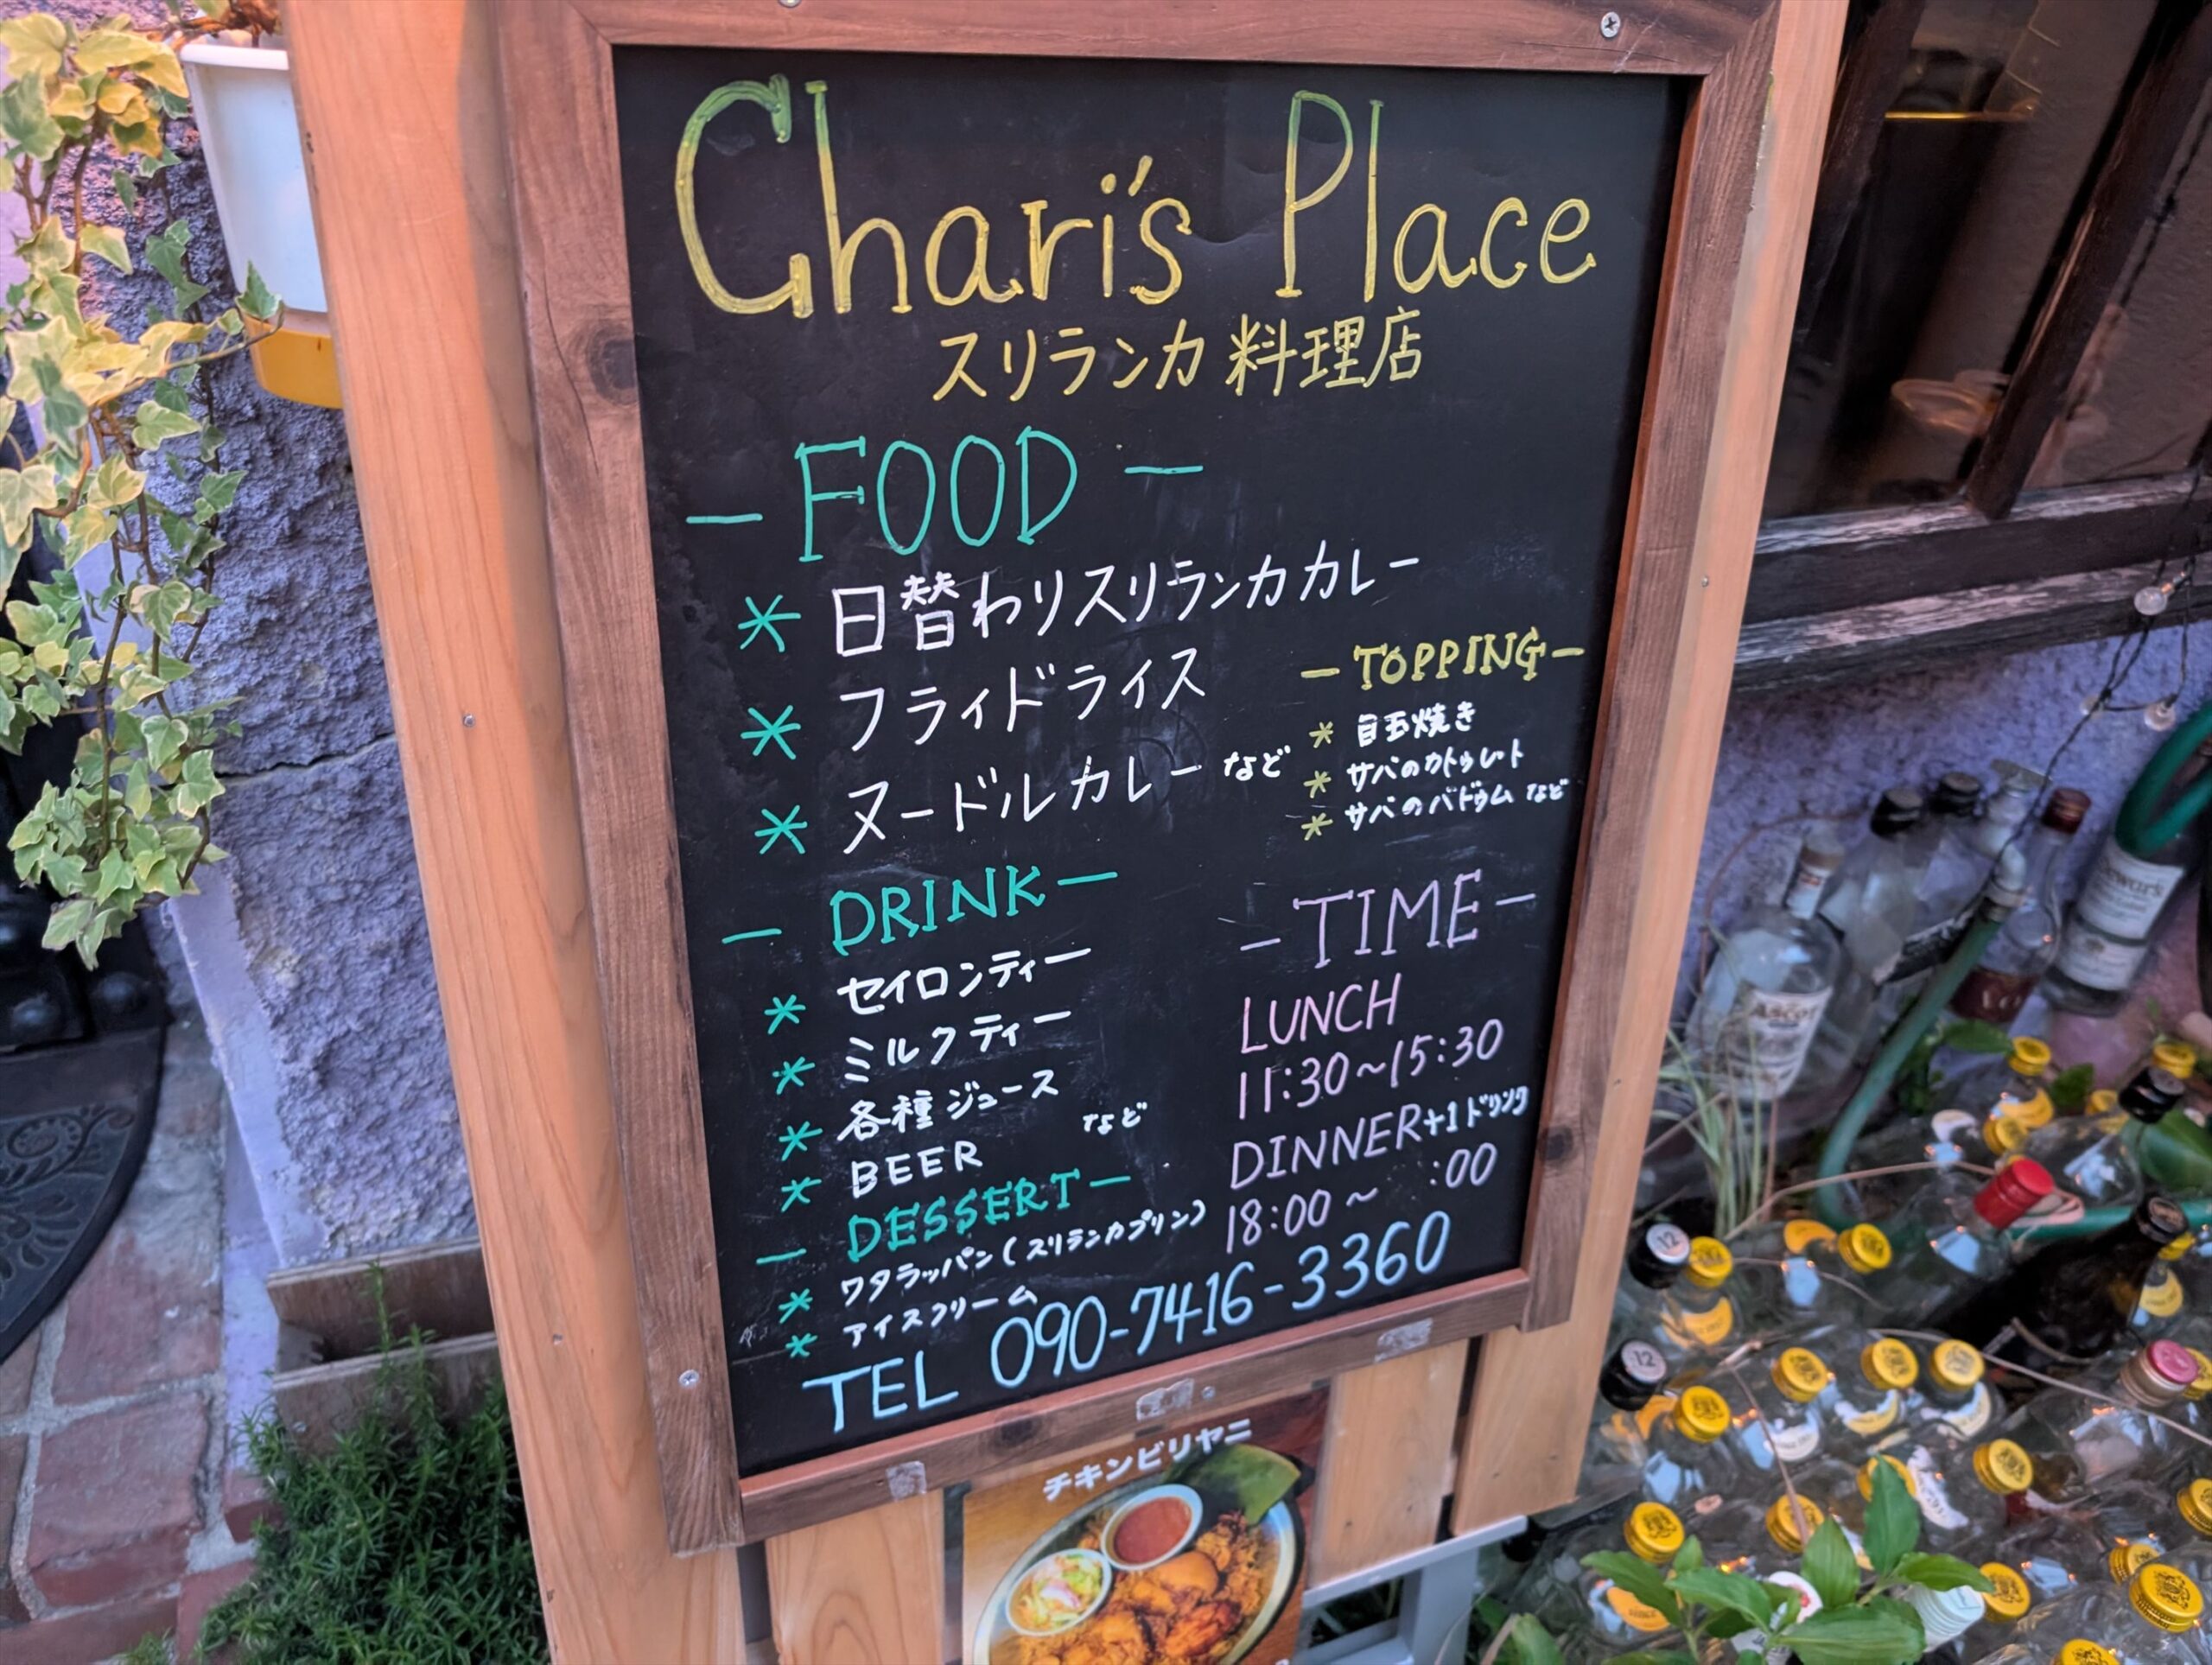 Chari's Place
スリランカ料理店
- FOOD -
* 日替わりスリランカカレー
* フライドライス
* ヌードルカレー など
- TOPPING -
* 目玉焼き
* サバのカトゥレット
* サバのバドゥム など
- DRINK -
* セイロンティー
* ミルクティー
* 各種ジュース
* BEER など
- DESSERT -
* ワタラッパン(スリランカプリン)
* アイスクリーム
- TIME -
LUNCH
11:30~15:30
DINNER+1ドリンク
18:00~ :00
TEL 090-7416-3360
チキンビリヤニ
12
12